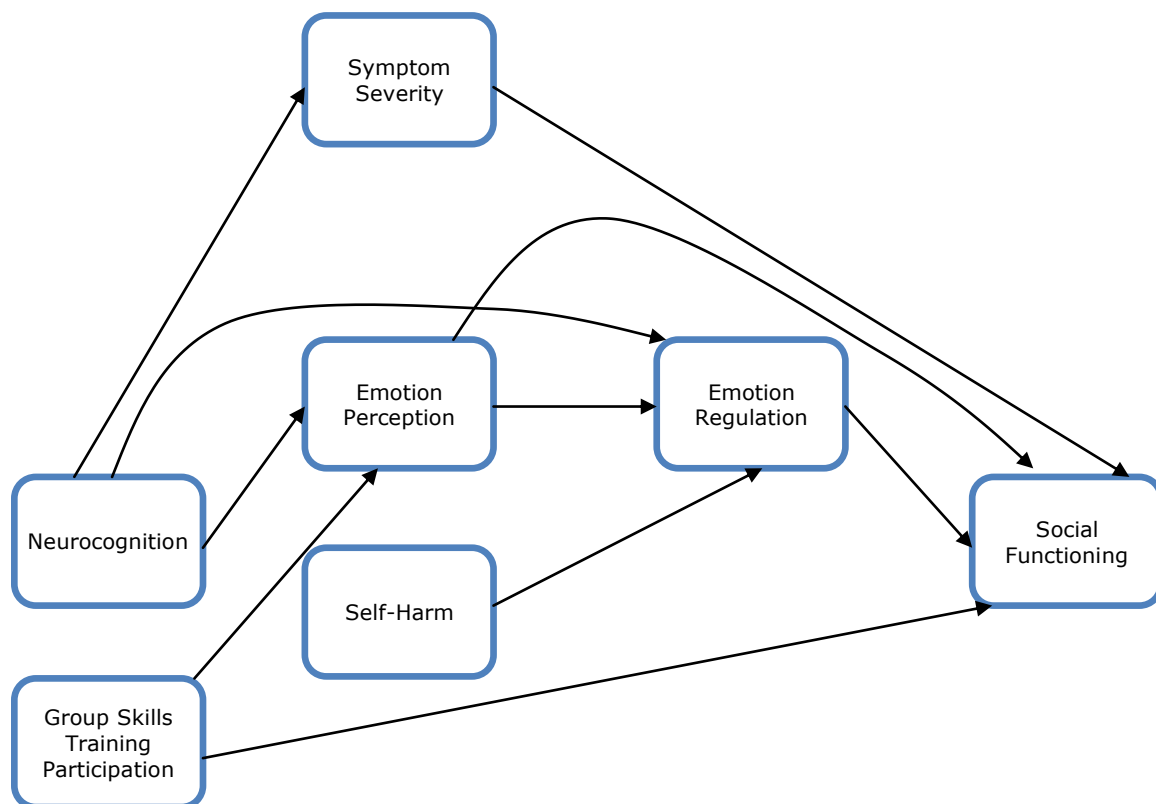 Symptom
Severity
Emotion
Perception
Emotion
Regulation
Neurocognition
Social
Functioning
Self-Harm
Group Skills
Training
Participation